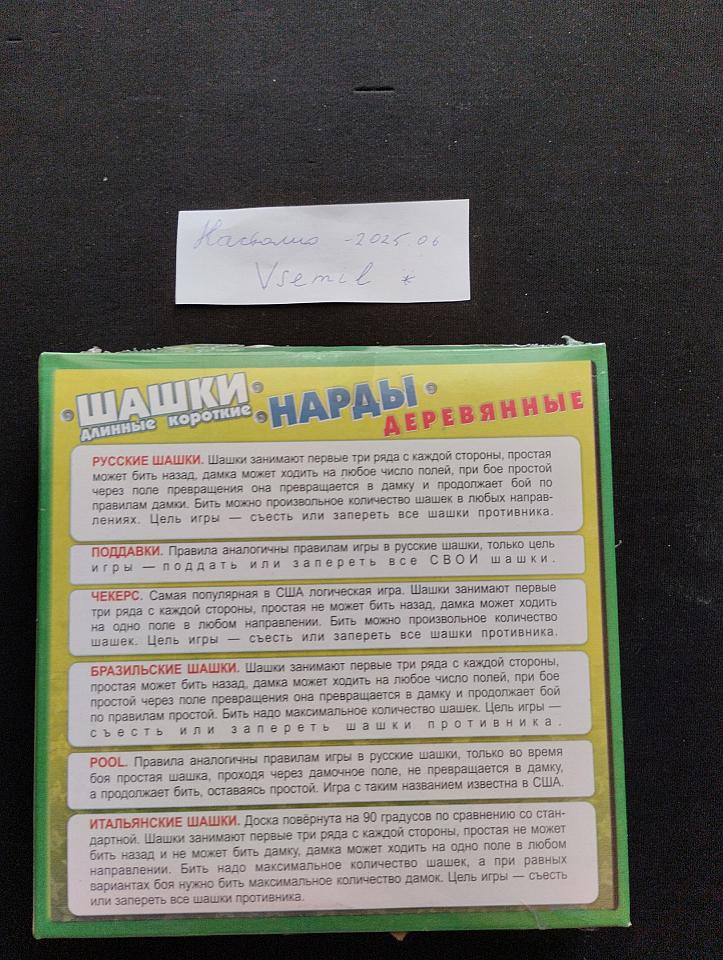 Настолио -2025.06
Vsemil *
ШАШКИ
длинные короткие
НАРДЫ
ДЕРЕВЯННЫЕ
РУССКИЕ ШАШКИ. Шашки занимают первые три ряда с каждой стороны, простая
может бить назад, дамка может ходить на любое число полей, при бое простой
через поле превращения она превращается в дамку и продолжает бой по
правилам дамки. Бить можно произвольное количество шашек в любых направ-
лениях. Цель игры — съесть или запереть все шашки противника.
ПОДДАВКИ. Правила аналогичны правилам игры в русские шашки, только цель
игры — поддать или запереть все СВОИ шашки.
ЧЕКЕРС. Самая популярная в США логическая игра. Шашки занимают первые
три ряда с каждой стороны, простая не может бить назад, дамка может ходить
на одно поле в любом направлении. Бить можно произвольное количество
шашек. Цель игры — съесть или запереть все шашки противника.
БРАЗИЛЬСКИЕ ШАШКИ. Шашки занимают первые три ряда с каждой стороны,
простая может бить назад, дамка может ходить на любое число полей, при бое
простой через поле превращения она превращается в дамку и продолжает бой
по правилам простой. Бить надо максимальное количество шашек. Цель игры —
съесть или запереть шашки противника.
POOL. Правила аналогичны правилам игры в русские шашки, только во время
боя простая шашка, проходя через дамочное поле, не превращается в дамку,
а продолжает бить, оставаясь простой. Игра с таким названием известна в США.
ИТАЛЬЯНСКИЕ ШАШКИ. Доска повёрнута на 90 градусов по сравнению со стан-
дартной. Шашки занимают первые три ряда с каждой стороны, простая не может
бить назад и не может бить дамку, дамка может ходить на одно поле в любом
направлении. Бить надо максимальное количество шашек, а при равных
вариантах боя нужно бить максимальное количество дамок. Цель игры — съесть
или запереть все шашки противника.